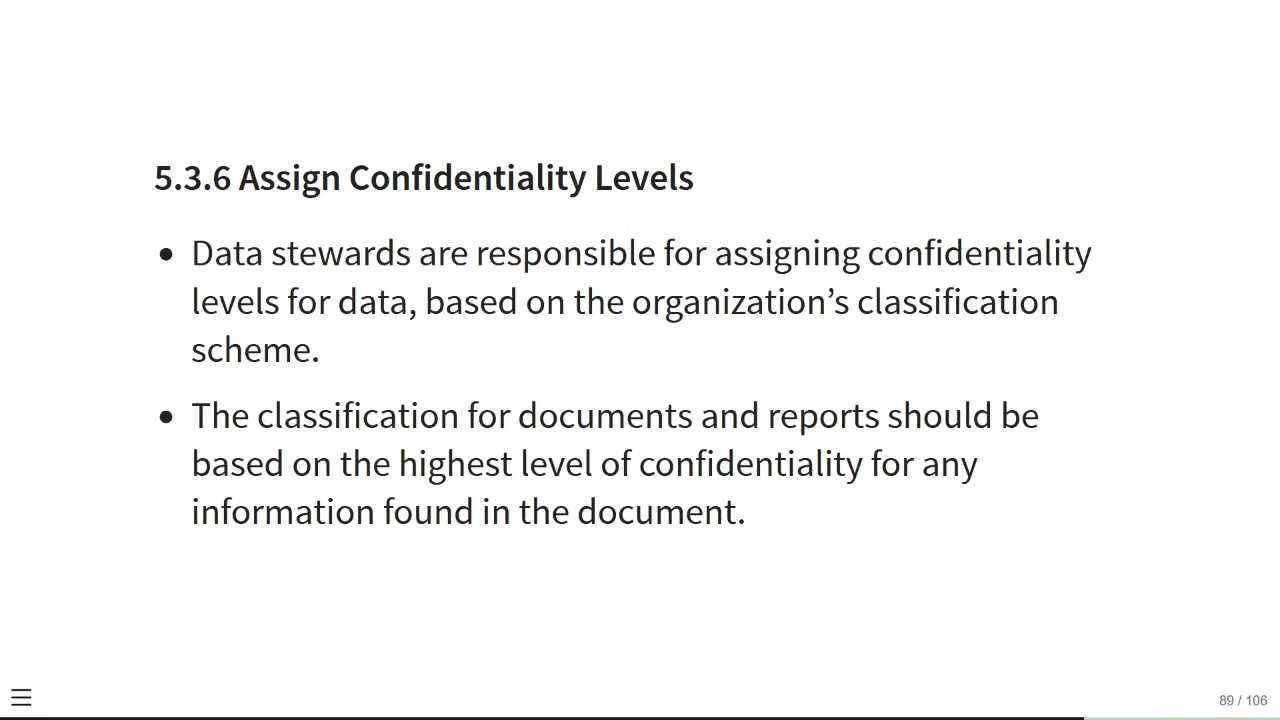 5.3.6 Assign Confidentiality Levels
• Data stewards are responsible for assigning confidentiality
levels for data, based on the organization’s classification
scheme.
• The classification for documents and reports should be
based on the highest level of confidentiality for any
information found in the document.
89 / 106